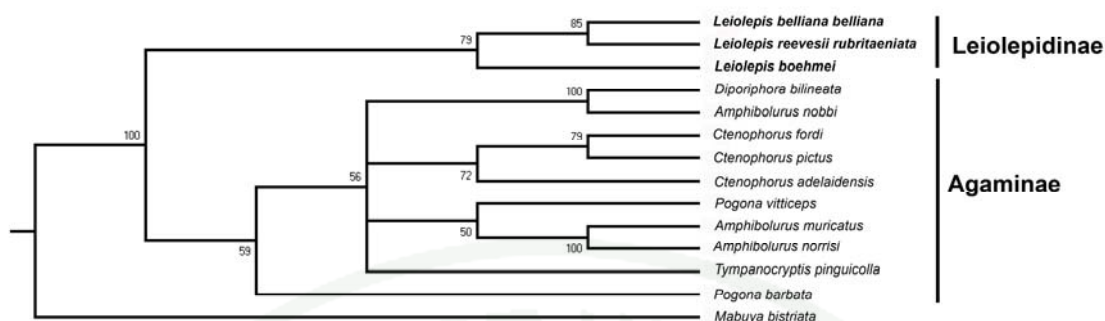 85
Leiolepis belliana belliana
79
Leiolepis reevesii rubritaeniata
Leiolepis boehmei
Leiolepidinae
100
Diporiphora bilineata
100
Amphibolurus nobbi
79
Ctenophorus fordi
Ctenophorus pictus
56
72
Ctenophorus adelaidensis
Agaminae
Pogona vitticeps
50
Amphibolurus muricatus
59
100
Amphibolurus norrisi
Tympanocryptis pinguicolla
Pogona barbata
Mabuya bistriata